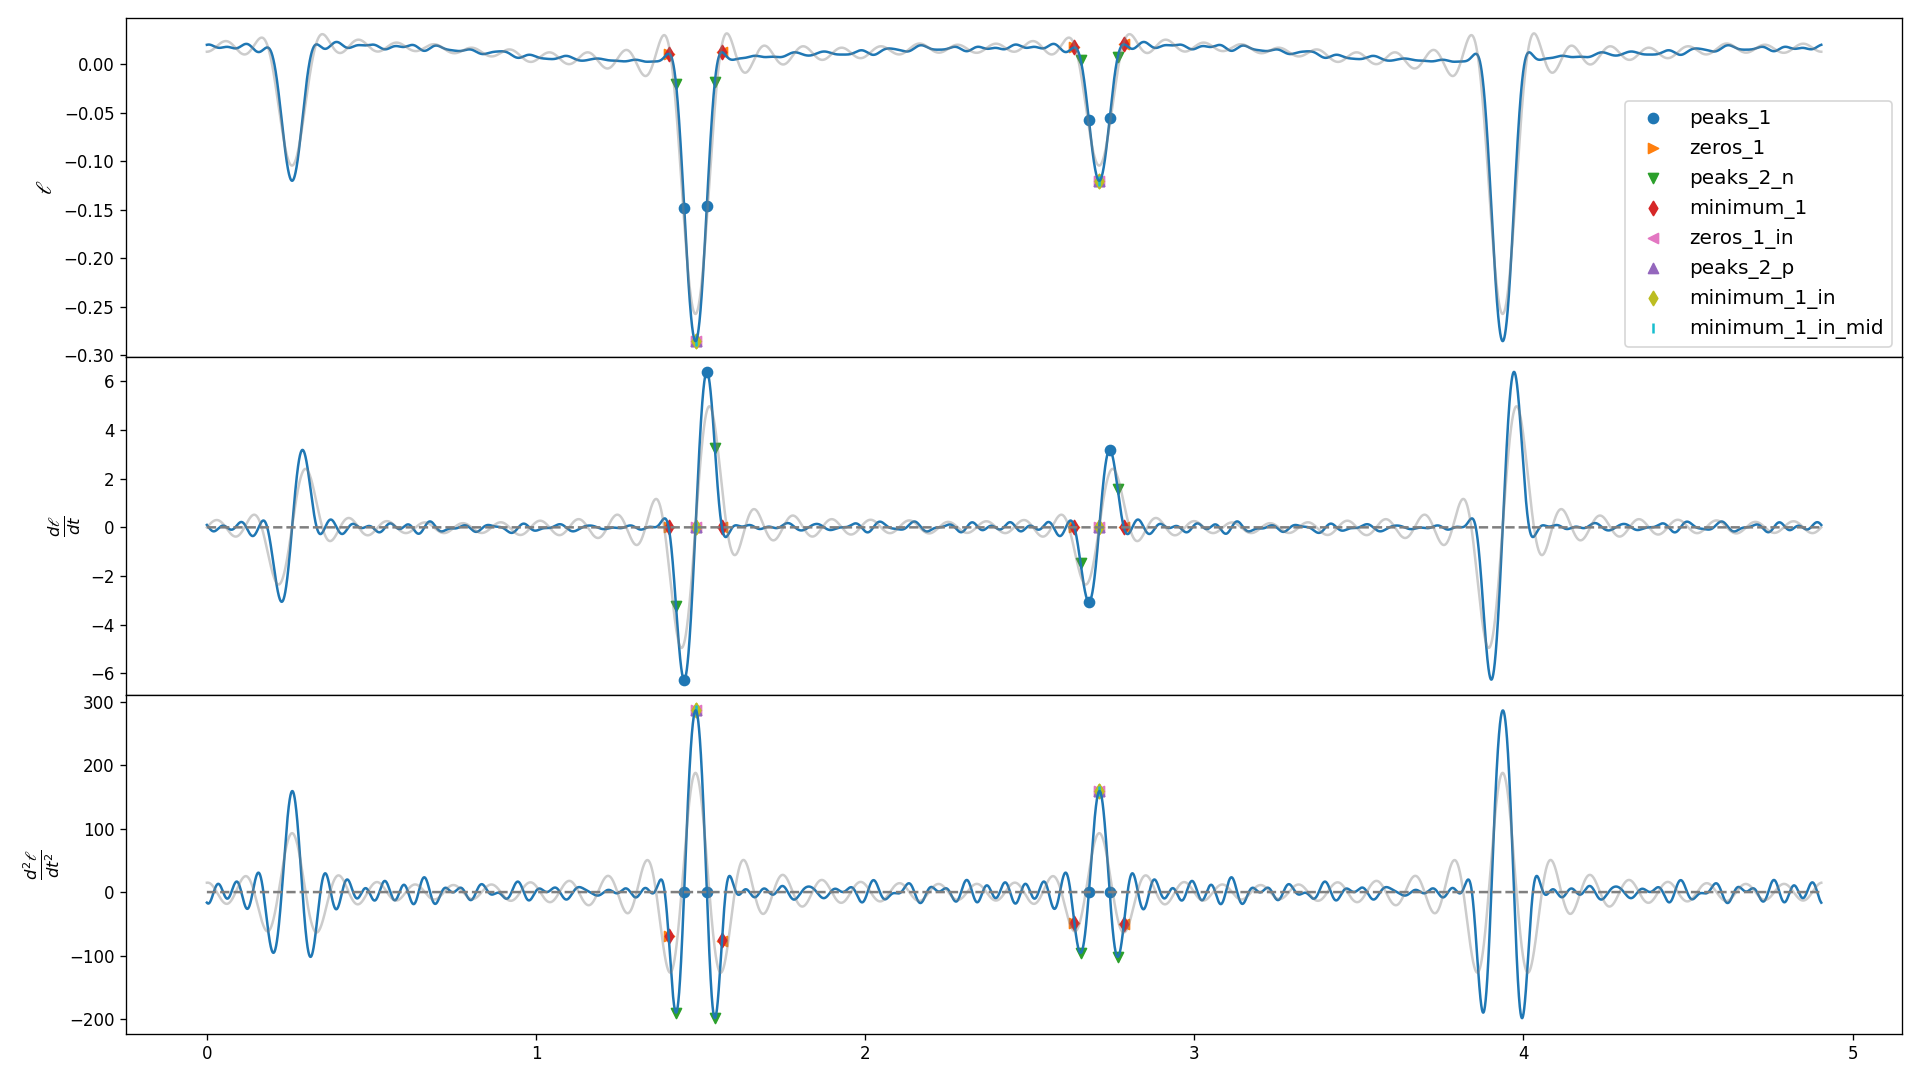 0.00
−0.05
−0.10
−0.15
−0.20
−0.25
−0.30
ℓ
peaks_1
zeros_1
peaks_2_n
minimum_1
zeros_1_in
peaks_2_p
minimum_1_in
minimum_1_in_mid
6
4
2
0
−2
−4
−6
dℓ
dt
300
200
100
0
−100
−200
d²ℓ
dt²
0 1 2 3 4 5